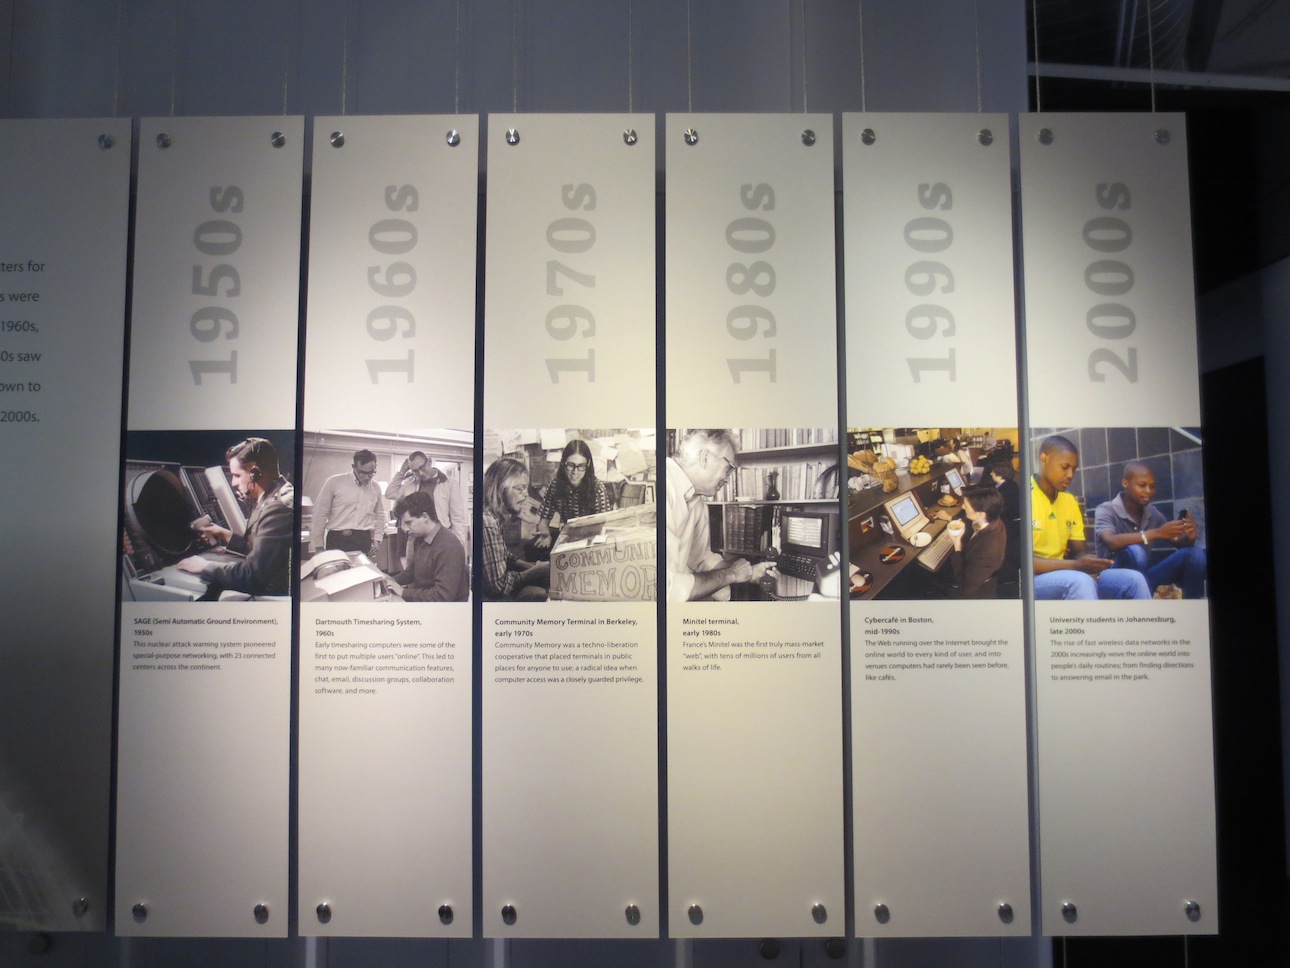 ters for
s were
1960s,
0s saw
own to
2000s.
1950s
SAGE (Semi Automatic Ground Environment),
1950s
This nuclear attack warning system pioneered
special-purpose networking, with 23 connected
centers across the continent.
1960s
Dartmouth Timesharing System,
1960s
Early timesharing computers were some of the
first to put multiple users "online". This led to
many now-familiar communication features,
chat, email, discussion groups, collaboration
software, and more.
1970s
COMMUNI
MEMOR
Community Memory Terminal in Berkeley,
early 1970s
Community Memory was a techno-liberation
cooperative that placed terminals in public
places for anyone to use; a radical idea when
computer access was a closely guarded privilege.
1980s
Minitel terminal,
early 1980s
France's Minitel was the first truly mass-market
"web", with tens of millions of users from all
walks of life.
1990s
Cybercafé in Boston,
mid-1990s
The Web running over the internet brought the
online world to every kind of user, and into
venues computers had rarely been seen before,
like cafés.
2000s
University students in Johannesburg,
late 2000s
The rise of fast wireless data networks in the
2000s increasingly wove the online world into
people's daily routines; from finding directions
to answering email in the park.